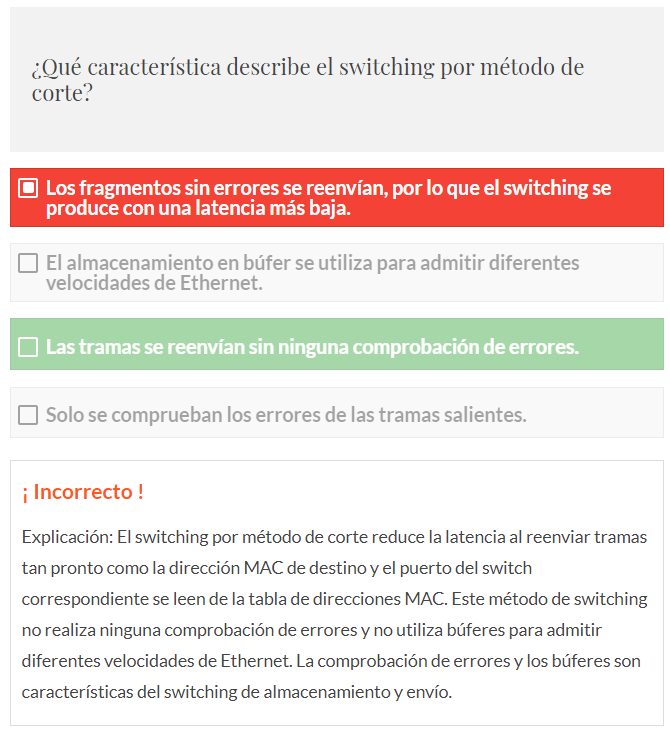 ¿Qué característica describe el switching por método de
corte?
Los fragmentos sin errores se reenvían, por lo que el switching se
produce con una latencia más baja.
El almacenamiento en búfer se utiliza para admitir diferentes
velocidades de Ethernet.
Las tramas se reenvían sin ninguna comprobación de errores.
Solo se comprueban los errores de las tramas salientes.
¡ Incorrecto !
Explicación: El switching por método de corte reduce la latencia al reenviar tramas
tan pronto como la dirección MAC de destino y el puerto del switch
correspondiente se leen de la tabla de direcciones MAC. Este método de switching
no realiza ninguna comprobación de errores y no utiliza búferes para admitir
diferentes velocidades de Ethernet. La comprobación de errores y los búferes son
características del switching de almacenamiento y envío.